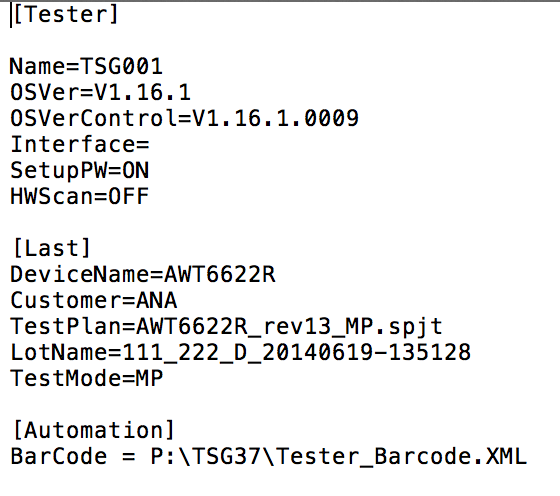 [Tester]
Name=TSG001
OSVer=V1.16.1
OSVerControl=V1.16.1.0009
Interface=
SetupPW=ON
HWScan=OFF
[Last]
DeviceName=AWT6622R
Customer=ANA
TestPlan=AWT6622R_rev13_MP.spjt
LotName=111_222_D_20140619-135128
TestMode=MP
[Automation]
BarCode = P:\TSG37\Tester_Barcode.XML